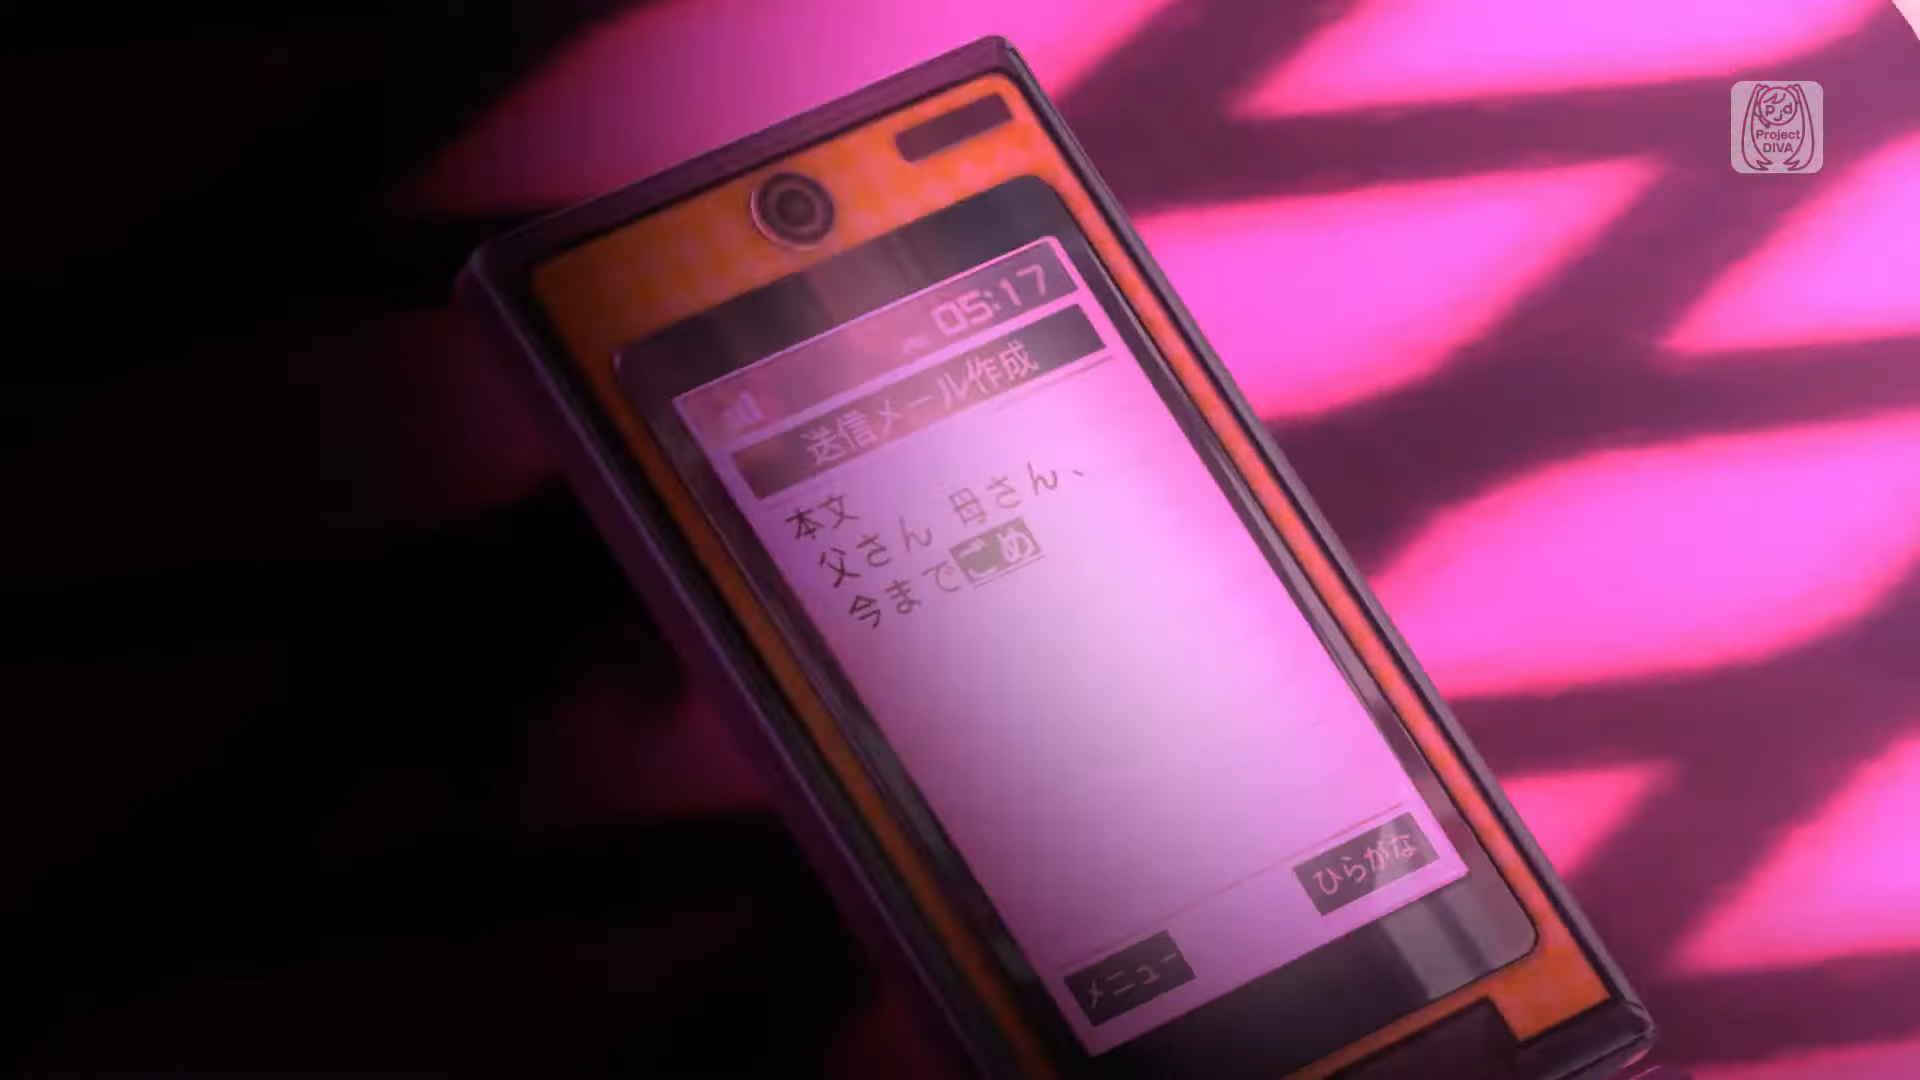 p d
Project
DIVA
05:17
送信メール作成
本文
父さん 母さん、
今までごめ
ひらがな
メニュー